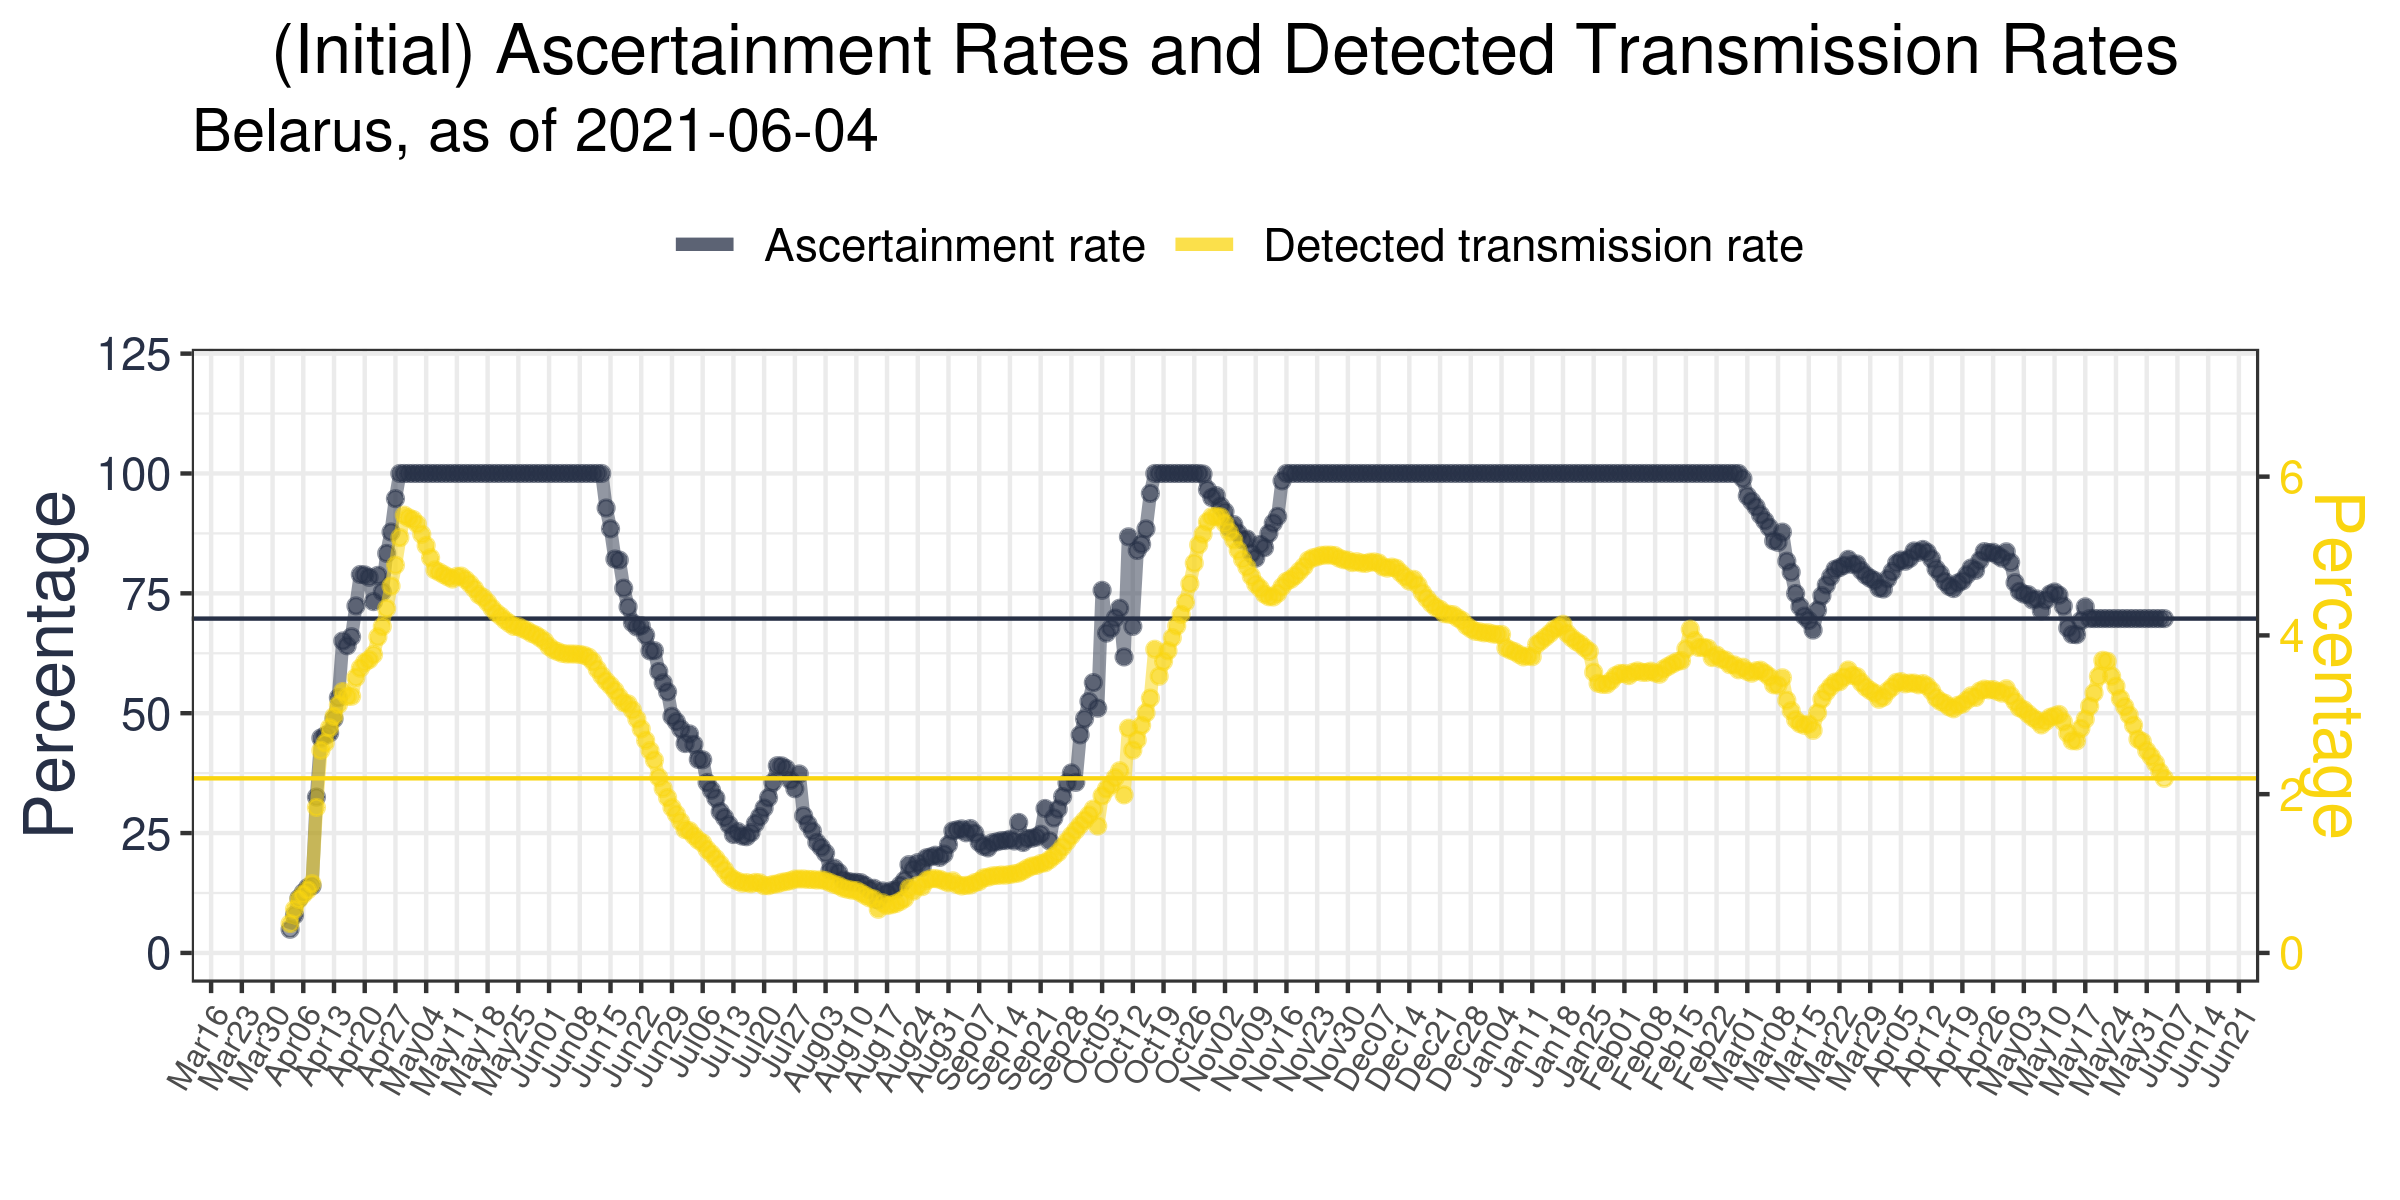 (Initial) Ascertainment Rates and Detected Transmission Rates
Belarus, as of 2021-06-04
Ascertainment rate
Detected transmission rate
Percentage
125
100
75
50
25
0
6
4
2
0
Percentage
Mar16
Mar23
Mar30
Apr06
Apr13
Apr20
Apr27
May04
May11
May18
May25
Jun01
Jun08
Jun15
Jun22
Jun29
Jul06
Jul13
Jul20
Jul27
Aug03
Aug10
Aug17
Aug24
Aug31
Sep07
Sep14
Sep21
Sep28
Oct05
Oct12
Oct19
Oct26
Nov02
Nov09
Nov16
Nov23
Nov30
Dec07
Dec14
Dec21
Dec28
Jan04
Jan11
Jan18
Jan25
Feb01
Feb08
Feb15
Feb22
Mar01
Mar08
Mar15
Mar22
Mar29
Apr05
Apr12
Apr19
Apr26
May03
May10
May17
May24
May31
Jun07
Jun14
Jun21